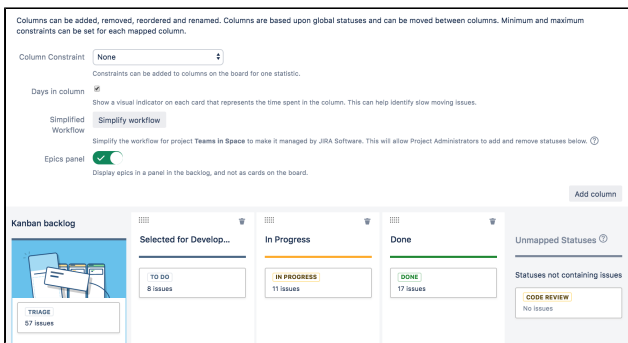 Columns can be added, removed, reordered and renamed. Columns are based upon global statuses and can be moved between columns. Minimum and maximum
constraints can be set for each mapped column.
Column Constraint None
Constraints can be added to columns on the board for one statistic.
Days in column
Show a visual indicator on each card that represents the time spent in the column. This can help identify slow moving issues.
Simplified
Workflow
Simplify workflow
Simplify the workflow for project Teams in Space to make it managed by JIRA Software. This will allow Project Administrators to add and remove statuses below.
Epics panel
Display epics in a panel in the backlog, and not as cards on the board.
Add column
Kanban backlog
TRIAGE
57 issues
Selected for Develop...
TO DO
8 issues
In Progress
IN PROGRESS
11 issues
Done
DONE
17 issues
Unmapped Statuses
Statuses not containing issues
CODE REVIEW
No issues